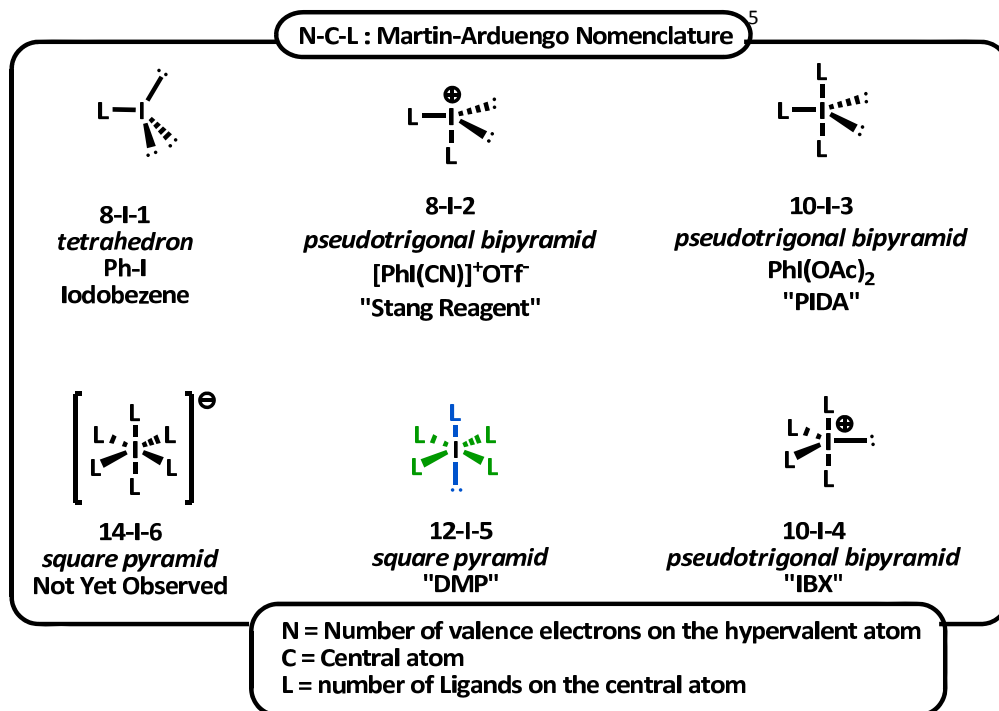 N-C-L : Martin-Arduengo Nomenclature 5
L I
⊕
L I
L
L
L I
L
8-I-1
tetrahedron
Ph-I
Iodobezene
8-I-2
pseudotrigonal bipyramid
[PhI(CN)]⁺OTf⁻
"Stang Reagent"
10-I-3
pseudotrigonal bipyramid
PhI(OAc)₂
"PIDA"
L
L I L
L L
L
⊖
L
L I L
L L
L
L I ⊕
L
L
14-I-6
square pyramid
Not Yet Observed
12-I-5
square pyramid
"DMP"
10-I-4
pseudotrigonal bipyramid
"IBX"
N = Number of valence electrons on the hypervalent atom
C = Central atom
L = number of Ligands on the central atom